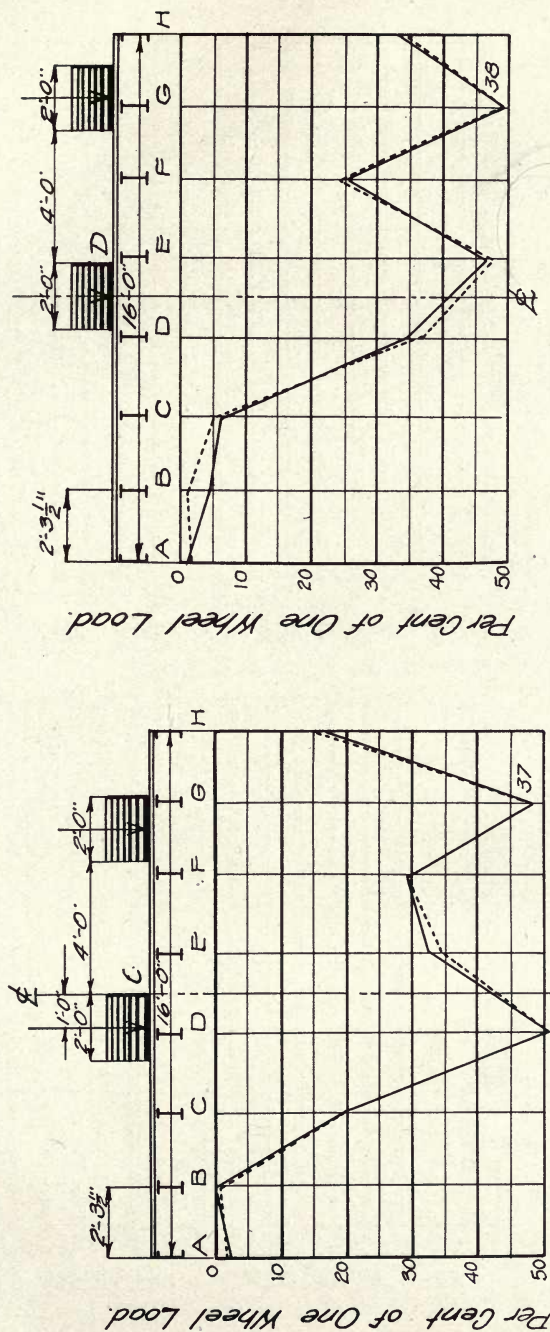 ℄
1'-0"
2'-0" 4'-0" 2'-0"
C.
W W
2'-3½" 16'-0"
A B C D E F G H
0
10
20
30
40
50
37
Per Cent of One Wheel Load.
2'-0" 4'-0" 2'-0"
D
W W
2'-3½" 16'-0"
A B C D E F G H
0
10
20
30
40
50
38
℄
Per Cent of One Wheel Load.